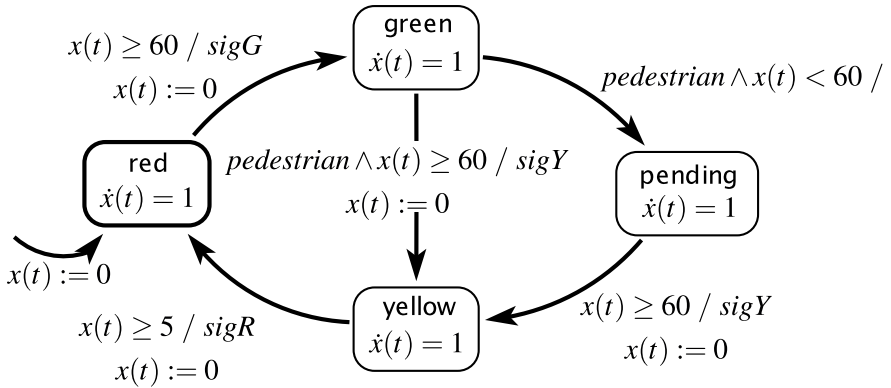 green
ẋ(t) = 1
x(t) ≥ 60 / sigG
x(t) := 0
pedestrian ∧ x(t) < 60 /
red
ẋ(t) = 1
pedestrian ∧ x(t) ≥ 60 / sigY
x(t) := 0
pending
ẋ(t) = 1
x(t) := 0
yellow
ẋ(t) = 1
x(t) ≥ 5 / sigR
x(t) := 0
x(t) ≥ 60 / sigY
x(t) := 0